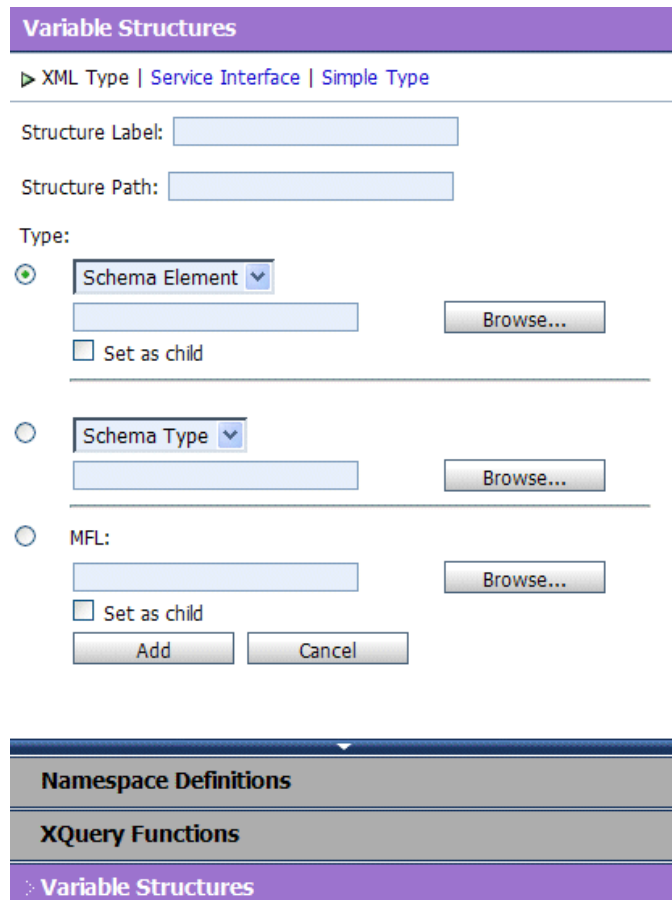 Variable Structures
XML Type | Service Interface | Simple Type
Structure Label:
Structure Path:
Type:
Schema Element
Browse...
Set as child
Schema Type
Browse...
MFL:
Browse...
Set as child
Add Cancel
Namespace Definitions
XQuery Functions
Variable Structures